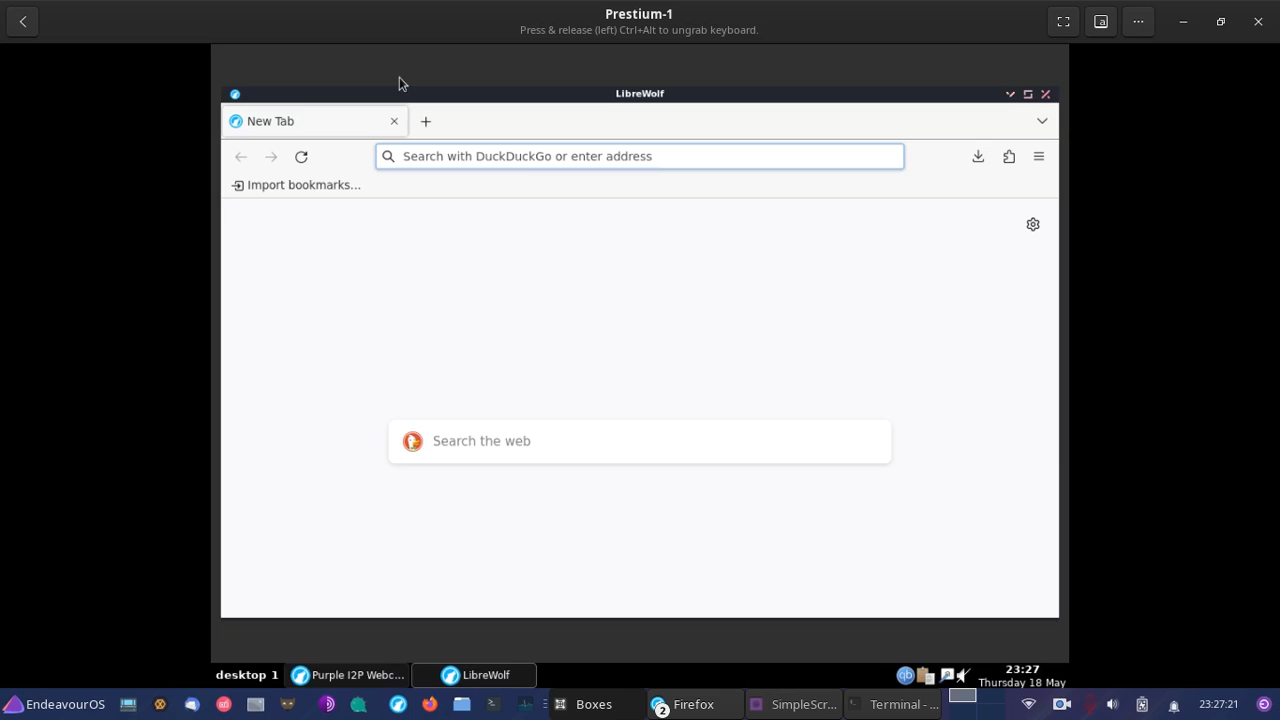 Prestium-1
Press & release (left) Ctrl+Alt to ungrab keyboard.
LibreWolf
New Tab
Search with DuckDuckGo or enter address
Import bookmarks...
Search the web
desktop 1
Purple I2P Webc...
LibreWolf
23:27
Thursday 18 May
EndeavourOS
Boxes
2
Firefox
SimpleScr...
Terminal - ...
23:27:21